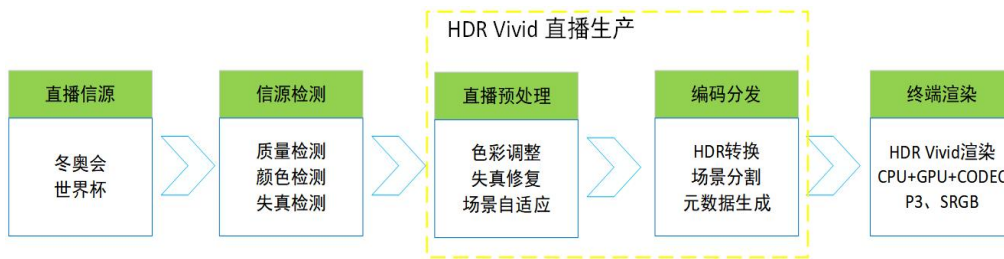 HDR Vivid 直播生产
直播信源
冬奥会
世界杯
信源检测
质量检测
颜色检测
失真检测
直播预处理
色彩调整
失真修复
场景自适应
编码分发
HDR转换
场景分割
元数据生成
终端渲染
HDR Vivid渲染
CPU+GPU+CODEC
P3、SRGB